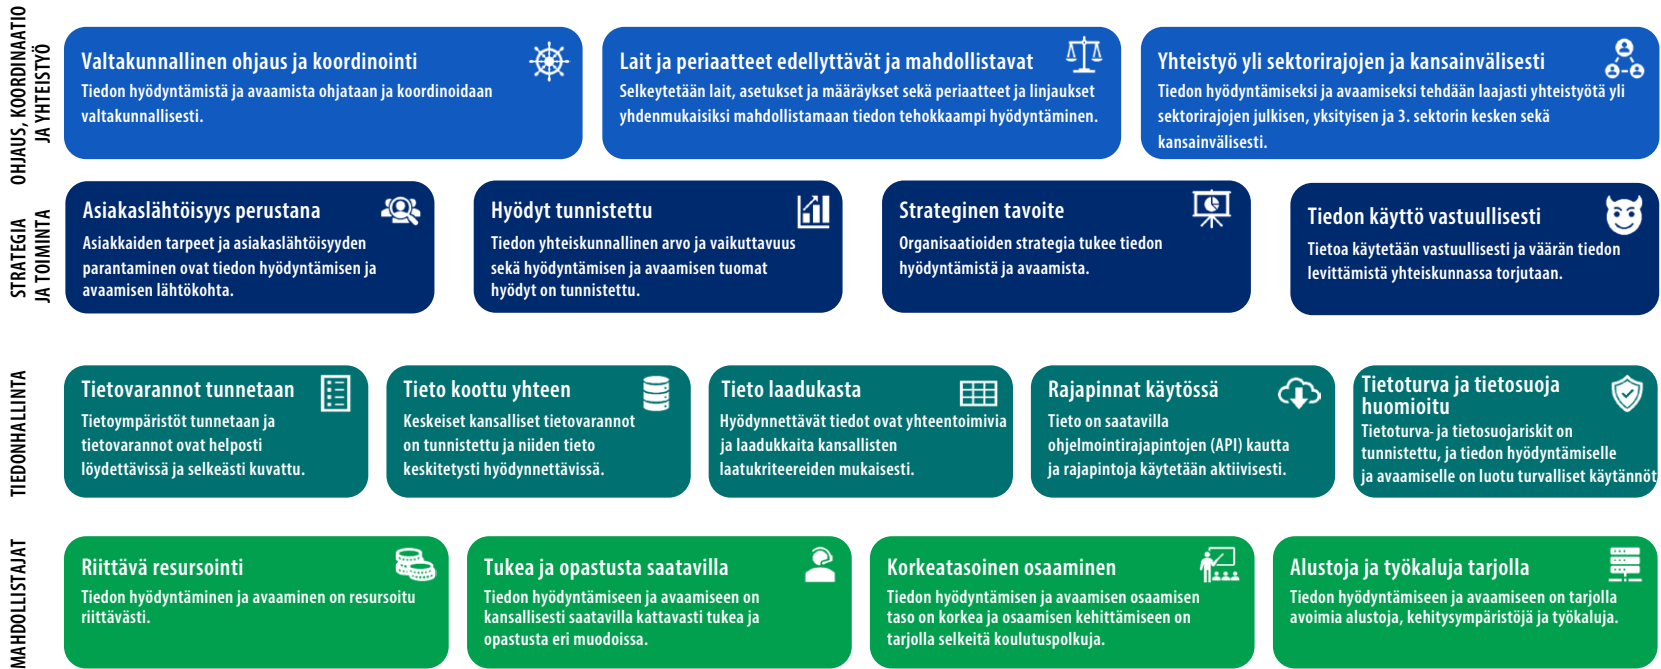 OHJAUS, KOORDINAATIO
JA YHTEISTYÖ
Valtakunnallinen ohjaus ja koordinointi
Tiedon hyödyntämistä ja avaamista ohjataan ja koordinoidaan
valtakunnallisesti.
Lait ja periaatteet edellyttävät ja mahdollistavat
Selkeytetään lait, asetukset ja määräykset sekä periaatteet ja linjaukset
yhdenmukaisiksi mahdollistamaan tiedon tehokkaampi hyödyntäminen.
Yhteistyö yli sektorirajojen ja kansainvälisesti
Tiedon hyödyntämiseksi ja avaamiseksi tehdään laajasti yhteistyötä yli
sektorirajojen julkisen, yksityisen ja 3. sektorin kesken sekä
kansainvälisesti.
STRATEGIA
JA TOIMINTA
Asiakaslähtöisyys perustana
Asiakkaiden tarpeet ja asiakaslähtöisyyden
parantaminen ovat tiedon hyödyntämisen ja
avaamisen lähtökohta.
Hyödyt tunnistettu
Tiedon yhteiskunnallinen arvo ja vaikuttavuus
sekä hyödyntämisen ja avaamisen tuomat
hyödyt on tunnistettu.
Strateginen tavoite
Organisaatioiden strategia tukee tiedon
hyödyntämistä ja avaamista.
Tiedon käyttö vastuullisesti
Tietoa käytetään vastuullisesti ja väärän tiedon
levittämistä yhteiskunnassa torjutaan.
TIEDONHALLINTA
Tietovarannot tunnetaan
Tietoympäristöt tunnetaan ja
tietovarannot ovat helposti
löydettävissä ja selkeästi kuvattu.
Tieto koottu yhteen
Keskeiset kansalliset tietovarannot
on tunnistettu ja niiden tieto
keskitetysti hyödynnettävissä.
Tieto laadukasta
Hyödynnettävät tiedot ovat yhteentoimivia
ja laadukkaita kansallisten
laatukriteereiden mukaisesti.
Rajapinnat käytössä
Tieto on saatavilla
ohjelmointirajapintojen (API) kautta
ja rajapintoja käytetään aktiivisesti.
Tietoturva ja tietosuoja
huomioitu
Tietoturva- ja tietosuojariskit on
tunnistettu, ja tiedon hyödyntämiselle
ja avaamiselle on luotu turvalliset käytännöt
MAHDOLLISTAJAT
Riittävä resursointi
Tiedon hyödyntäminen ja avaaminen on resursoitu
riittävästi.
Tukea ja opastusta saatavilla
Tiedon hyödyntämiseen ja avaamiseen on
kansallisesti saatavilla kattavasti tukea ja
opastusta eri muodoissa.
Korkeatasoinen osaaminen
Tiedon hyödyntämisen ja avaamisen osaamisen
taso on korkea ja osaamisen kehittämiseen on
tarjolla selkeitä koulutuspolkuja.
Alustoja ja työkaluja tarjolla
Tiedon hyödyntämiseen ja avaamiseen on tarjolla
avoimia alustoja, kehitysympäristöjä ja työkaluja.